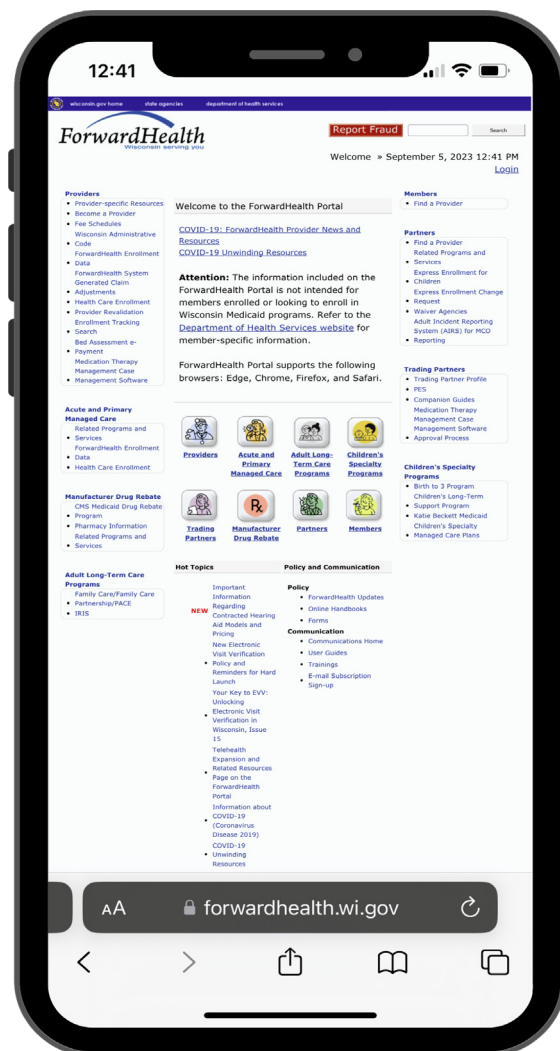 12:41
wisconsin.gov home state agencies department of health services
ForwardHealth
Wisconsin serving you
Report Fraud
Search
Welcome » September 5, 2023 12:41 PM
Login
Providers
Provider-specific Resources
Become a Provider
Fee Schedules
Wisconsin Administrative
Code
ForwardHealth Enrollment
Data
ForwardHealth System
Generated Claim
Adjustments
Health Care Enrollment
Provider Revalidation
Enrollment Tracking
Search
Bed Assessment e-
Payment
Medication Therapy
Management Case
Management Software
Acute and Primary
Managed Care
Related Programs and
Services
ForwardHealth Enrollment
Data
Health Care Enrollment
Manufacturer Drug Rebate
CMS Medicaid Drug Rebate
Program
Pharmacy Information
Related Programs and
Services
Adult Long-Term Care
Programs
Family Care/Family Care
Partnership/PACE
IRIS
Welcome to the ForwardHealth Portal
COVID-19: ForwardHealth Provider News and
Resources
COVID-19 Unwinding Resources
Attention: The information included on the
ForwardHealth Portal is not intended for
members enrolled or looking to enroll in
Wisconsin Medicaid programs. Refer to the
Department of Health Services website for
member-specific information.
ForwardHealth Portal supports the following
browsers: Edge, Chrome, Firefox, and Safari.
Providers
Acute and
Primary
Managed Care
Adult Long-
Term Care
Programs
Children's
Specialty
Programs
Trading
Partners
Rx
Manufacturer
Drug Rebate
Partners
Members
Hot Topics
NEW
Important
Information
Regarding
Contracted Hearing
Aid Models and
Pricing
New Electronic
Visit Verification
Policy and
Reminders for Hard
Launch
Your Key to EVV:
Unlocking
Electronic Visit
Verification in
Wisconsin, Issue
15
Telehealth
Expansion and
Related Resources
Page on the
ForwardHealth
Portal
Information about
COVID-19
(Coronavirus
Disease 2019)
COVID-19
Unwinding
Resources
Policy and Communication
Policy
ForwardHealth Updates
Online Handbooks
Forms
Communication
Communications Home
User Guides
Trainings
E-mail Subscription
Sign-up
Members
Find a Provider
Partners
Find a Provider
Related Programs and
Services
Express Enrollment for
Children
Express Enrollment Change
Request
Waiver Agencies
Adult Incident Reporting
System (AIRS) for MCO
Reporting
Trading Partners
Trading Partner Profile
PES
Companion Guides
Medication Therapy
Management Case
Management Software
Approval Process
Children's Specialty
Programs
Birth to 3 Program
Children's Long-Term
Support Program
Katie Beckett Medicaid
Children's Specialty
Managed Care Plans
AA
forwardhealth.wi.gov